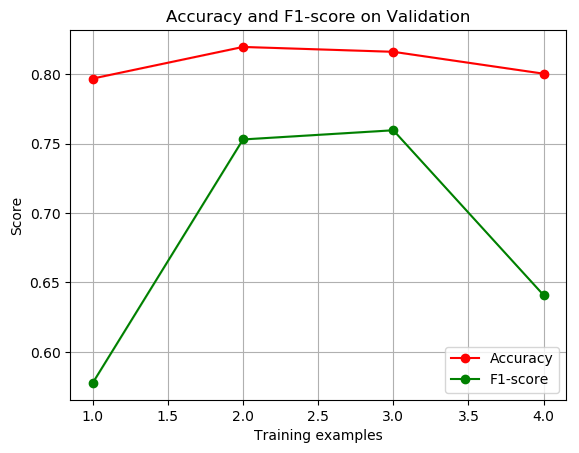 Accuracy and F1-score on Validation
Score
0.80
0.75
0.70
0.65
0.60
1.0 1.5 2.0 2.5 3.0 3.5 4.0
Training examples
Accuracy
F1-score